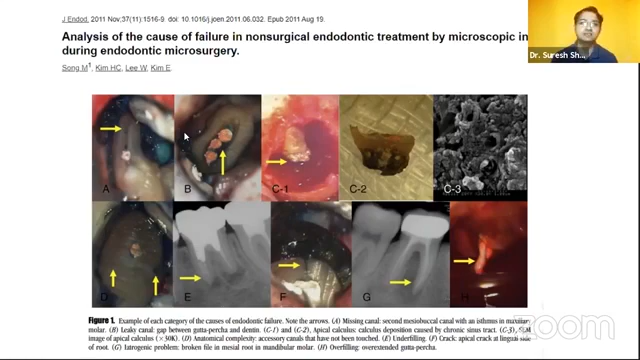 J Endod. 2011 Nov;37(11):1516-9. doi: 10.1016/j.joen.2011.06.032. Epub 2011 Aug 19.
Analysis of the cause of failure in nonsurgical endodontic treatment by microscopic in
during endodontic microsurgery.
Song M1, Kim HC, Lee W, Kim E.
Dr. Suresh Sh...
A
B
C-1
C-2
C-3
D
E
F
G
H
Figure 1. Example of each category of the causes of endodontic failure. Note the arrows. (A) Missing canal: second mesiobuccal canal with an isthmus in maxillary
molar. (B) Leaky canal: gap between gutta-percha and dentin. (C-1) and (C-2), Apical calculus: calculus deposition caused by chronic sinus tract. (C-3), SEM
image of apical calculus (×30K). (D) Anatomical complexity: accessory canals that have not been touched. (E) Underfilling. (F) Crack: apical crack at lingual side
of root. (G) Iatrogenic problem: broken file in mesial root in mandibular molar. (H) Overfilling: overextended gutta-percha.
zoom